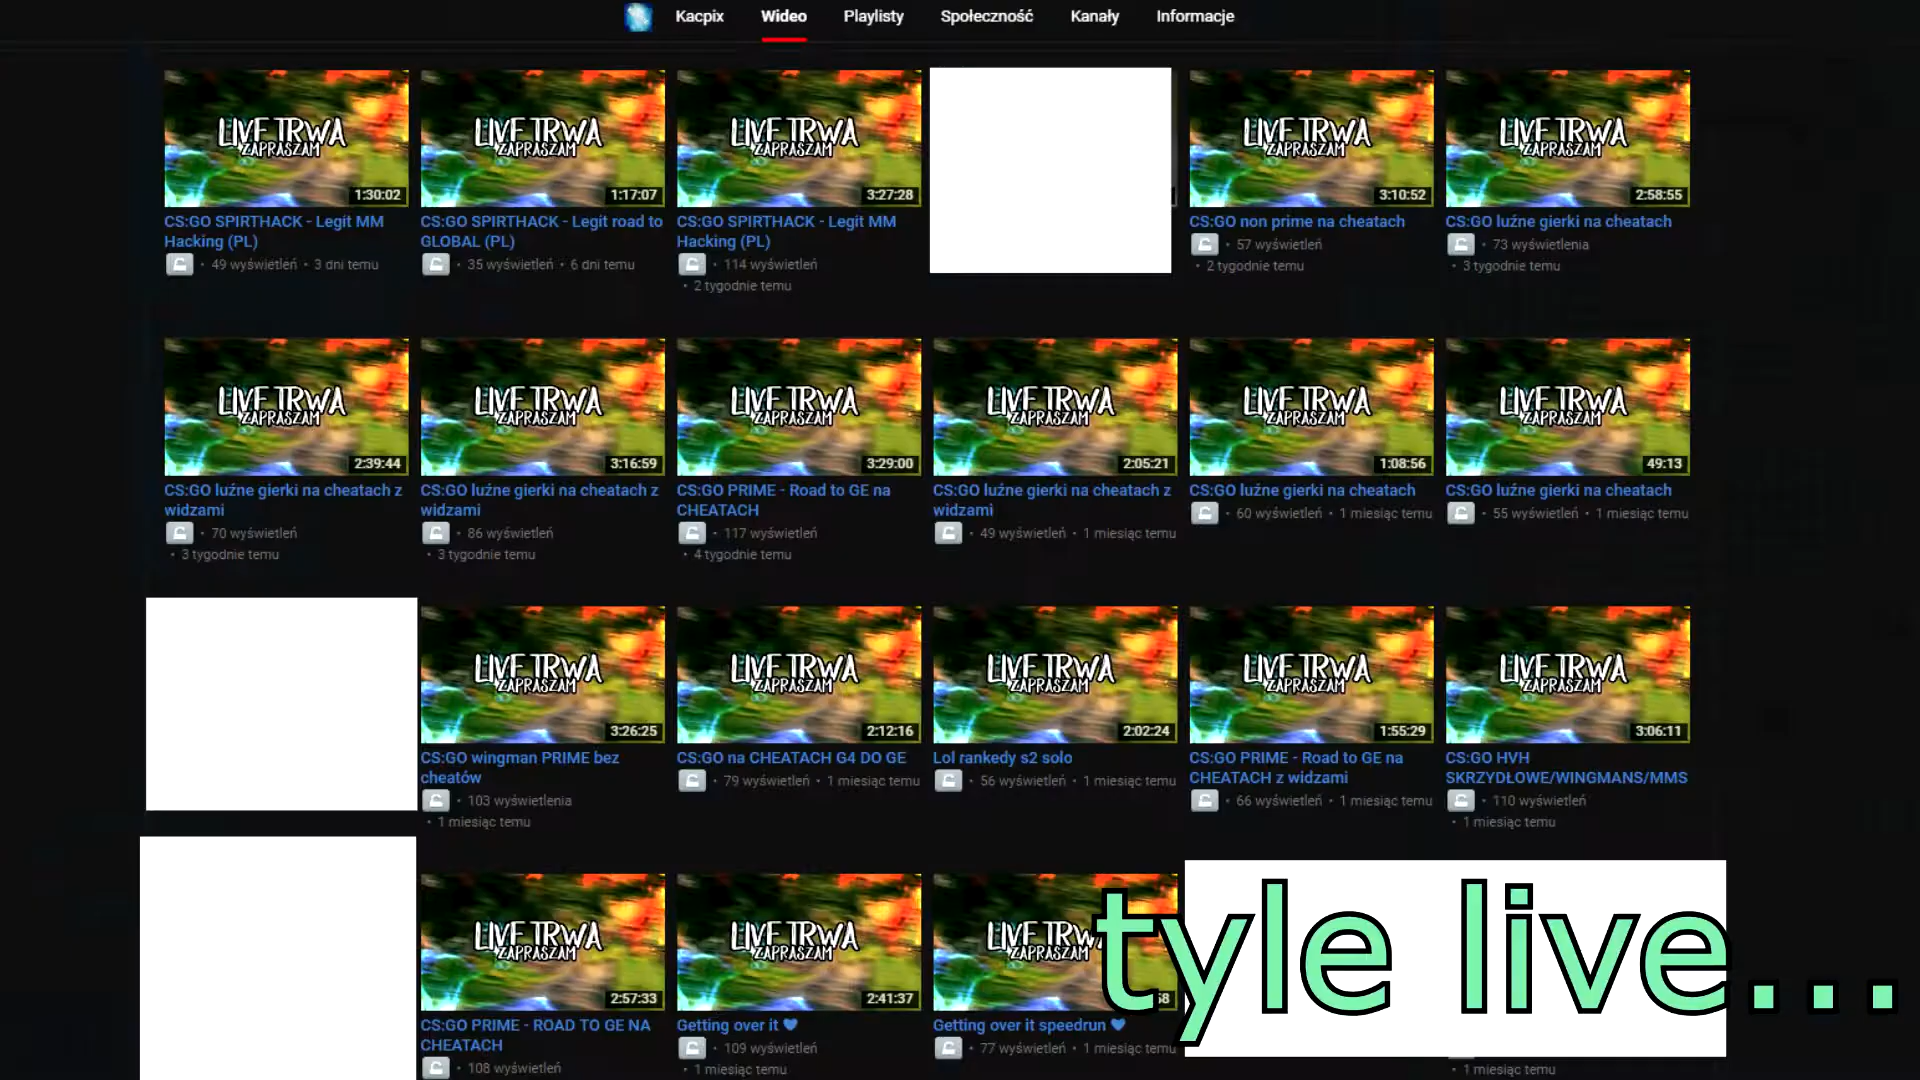 Kacpix Wideo Playlisty Społeczność Kanały Informacje
LIVE TRWA LIVE TRWA LIVE TRWA LIVE TRWA LIVE TRWA
ZAPRASZAM ZAPRASZAM ZAPRASZAM ZAPRASZAM ZAPRASZAM
1:30:02 1:17:07 3:27:28 3:10:52 2:58:55
CS:GO SPIRTHACK - Legit MM CS:GO SPIRTHACK - Legit road to CS:GO SPIRTHACK - Legit MM CS:GO non prime na cheatach CS:GO luźne gierki na cheatach
Hacking (PL) GLOBAL (PL) Hacking (PL) • 57 wyświetleń • 73 wyświetlenia
• 49 wyświetleń • 3 dni temu • 35 wyświetleń • 6 dni temu • 114 wyświetleń • 2 tygodnie temu • 3 tygodnie temu
• 2 tygodnie temu
LIVE TRWA LIVE TRWA LIVE TRWA LIVE TRWA LIVE TRWA LIVE TRWA
ZAPRASZAM ZAPRASZAM ZAPRASZAM ZAPRASZAM ZAPRASZAM ZAPRASZAM
2:39:44 3:16:59 3:29:00 2:05:21 1:08:56 49:13
CS:GO luźne gierki na cheatach z CS:GO luźne gierki na cheatach z CS:GO PRIME - Road to GE na CS:GO luźne gierki na cheatach z CS:GO luźne gierki na cheatach CS:GO luźne gierki na cheatach
widzami widzami CHEATACH widzami • 60 wyświetleń • 1 miesiąc temu • 55 wyświetleń • 1 miesiąc temu
• 70 wyświetleń • 86 wyświetleń • 117 wyświetleń • 49 wyświetleń • 1 miesiąc temu
• 3 tygodnie temu • 3 tygodnie temu • 4 tygodnie temu
LIVE TRWA LIVE TRWA LIVE TRWA LIVE TRWA LIVE TRWA
ZAPRASZAM ZAPRASZAM ZAPRASZAM ZAPRASZAM ZAPRASZAM
3:26:25 2:12:16 2:02:24 1:55:29 3:06:11
CS:GO wingman PRIME bez CS:GO na CHEATACH G4 DO GE Lol rankedy s2 solo CS:GO PRIME - Road to GE na CS:GO HVH
cheatów • 79 wyświetleń • 1 miesiąc temu • 56 wyświetleń • 1 miesiąc temu CHEATACH z widzami SKRZYDŁOWE/WINGMANS/MMS
• 103 wyświetlenia • 66 wyświetleń • 1 miesiąc temu • 110 wyświetleń
• 1 miesiąc temu • 1 miesiąc temu
LIVE TRWA LIVE TRWA LIVE TRWA
ZAPRASZAM ZAPRASZAM ZAPRASZAM
tyle live...
2:57:33 2:41:37 58
CS:GO PRIME - ROAD TO GE NA Getting over it ♥ Getting over it speedrun ♥
CHEATACH • 109 wyświetleń • 77 wyświetleń • 1 miesiąc temu
• 108 wyświetleń • 1 miesiąc temu • 1 miesiąc temu